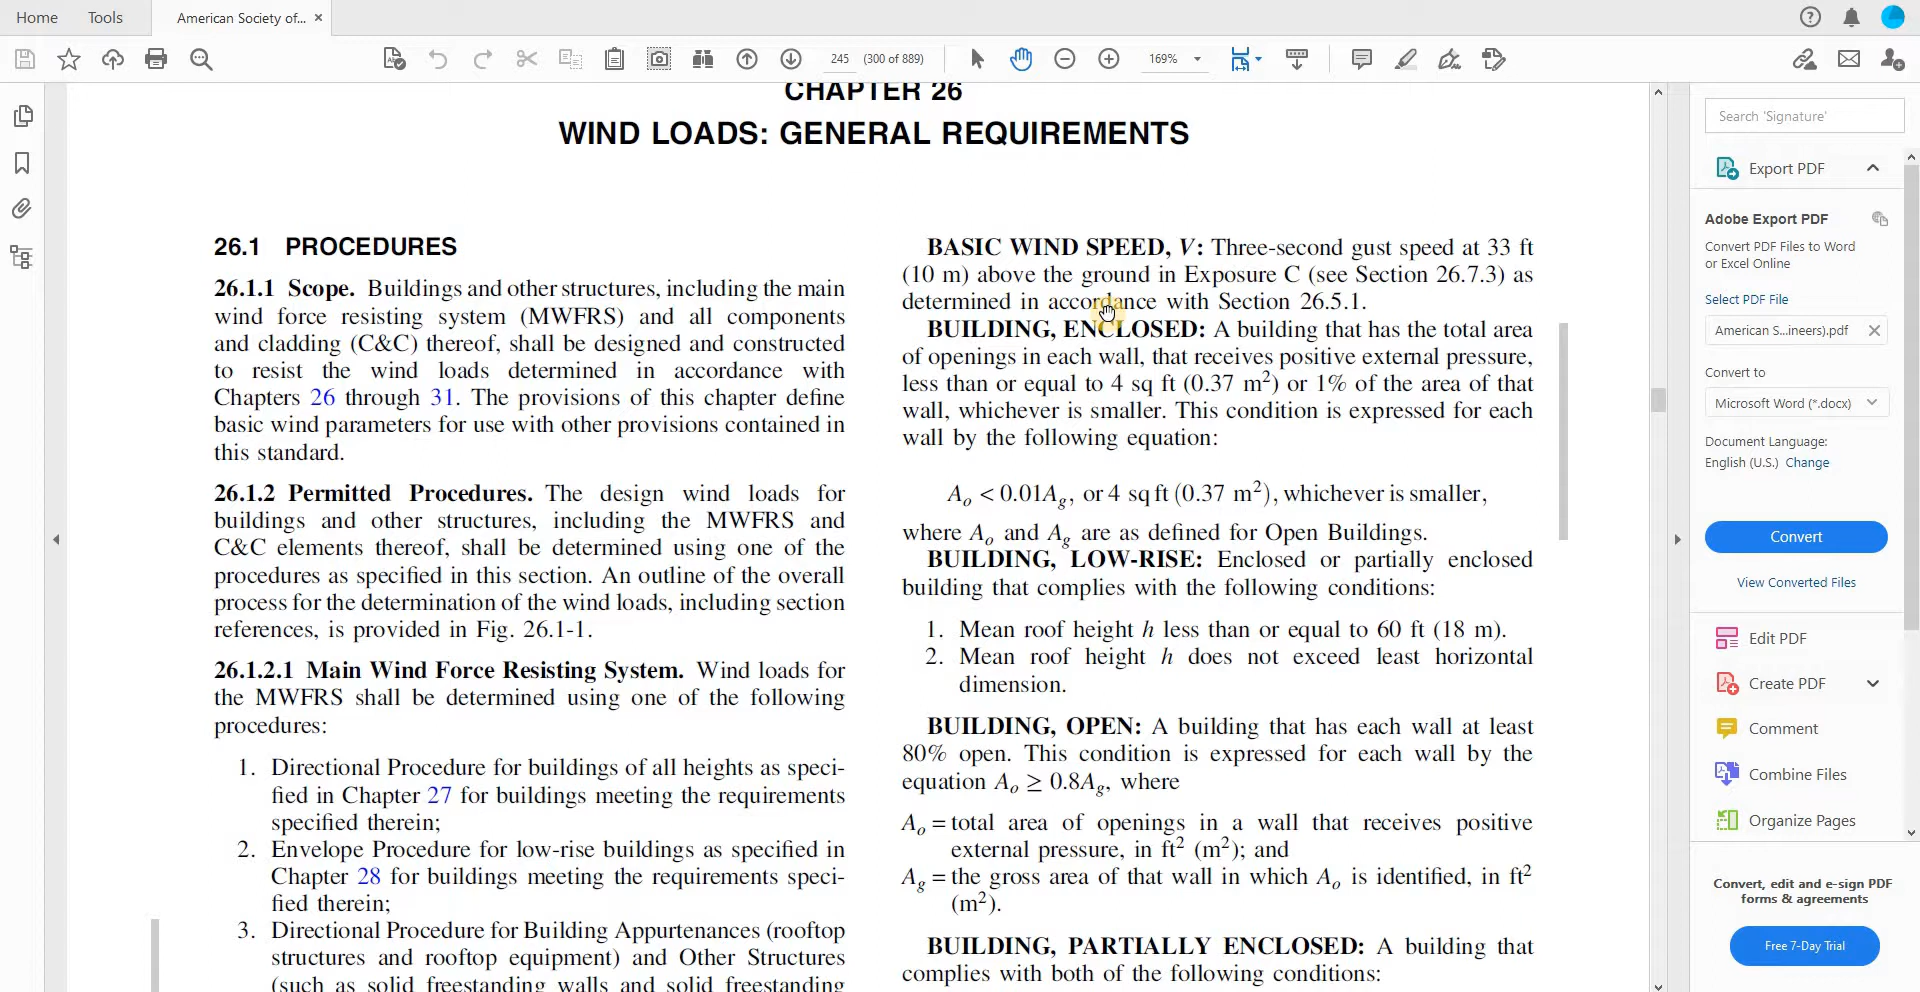 Home
Tools
American Society of...
245
(300 of 889)
169%
CHAPTER 26
WIND LOADS: GENERAL REQUIREMENTS
26.1 PROCEDURES
26.1.1 Scope. Buildings and other structures, including the main
wind force resisting system (MWFRS) and all components
and cladding (C&C) thereof, shall be designed and constructed
to resist the wind loads determined in accordance with
Chapters 26 through 31. The provisions of this chapter define
basic wind parameters for use with other provisions contained in
this standard.
26.1.2 Permitted Procedures. The design wind loads for
buildings and other structures, including the MWFRS and
C&C elements thereof, shall be determined using one of the
procedures as specified in this section. An outline of the overall
process for the determination of the wind loads, including section
references, is provided in Fig. 26.1-1.
26.1.2.1 Main Wind Force Resisting System. Wind loads for
the MWFRS shall be determined using one of the following
procedures:
1. Directional Procedure for buildings of all heights as speci-
fied in Chapter 27 for buildings meeting the requirements
specified therein;
2. Envelope Procedure for low-rise buildings as specified in
Chapter 28 for buildings meeting the requirements speci-
fied therein;
3. Directional Procedure for Building Appurtenances (rooftop
structures and rooftop equipment) and Other Structures
(such as solid freestanding walls and solid freestanding
BASIC WIND SPEED, V: Three-second gust speed at 33 ft
(10 m) above the ground in Exposure C (see Section 26.7.3) as
determined in accordance with Section 26.5.1.
BUILDING, ENCLOSED: A building that has the total area
of openings in each wall, that receives positive external pressure,
less than or equal to 4 sq ft (0.37 m²) or 1% of the area of that
wall, whichever is smaller. This condition is expressed for each
wall by the following equation:
Aₒ < 0.01A_g, or 4 sq ft (0.37 m²), whichever is smaller,
where Aₒ and A_g are as defined for Open Buildings.
BUILDING, LOW-RISE: Enclosed or partially enclosed
building that complies with the following conditions:
1. Mean roof height h less than or equal to 60 ft (18 m).
2. Mean roof height h does not exceed least horizontal
dimension.
BUILDING, OPEN: A building that has each wall at least
80% open. This condition is expressed for each wall by the
equation Aₒ ≥ 0.8A_g, where
Aₒ = total area of openings in a wall that receives positive
external pressure, in ft² (m²); and
A_g = the gross area of that wall in which Aₒ is identified, in ft²
(m²).
BUILDING, PARTIALLY ENCLOSED: A building that
complies with both of the following conditions:
Search 'Signature'
Export PDF
Adobe Export PDF
Convert PDF Files to Word
or Excel Online
Select PDF File
American S...ineers).pdf
Convert to
Microsoft Word (*.docx)
Document Language:
English (U.S.) Change
Convert
View Converted Files
Edit PDF
Create PDF
Comment
Combine Files
Organize Pages
Convert, edit and e-sign PDF
forms & agreements
Free 7-Day Trial